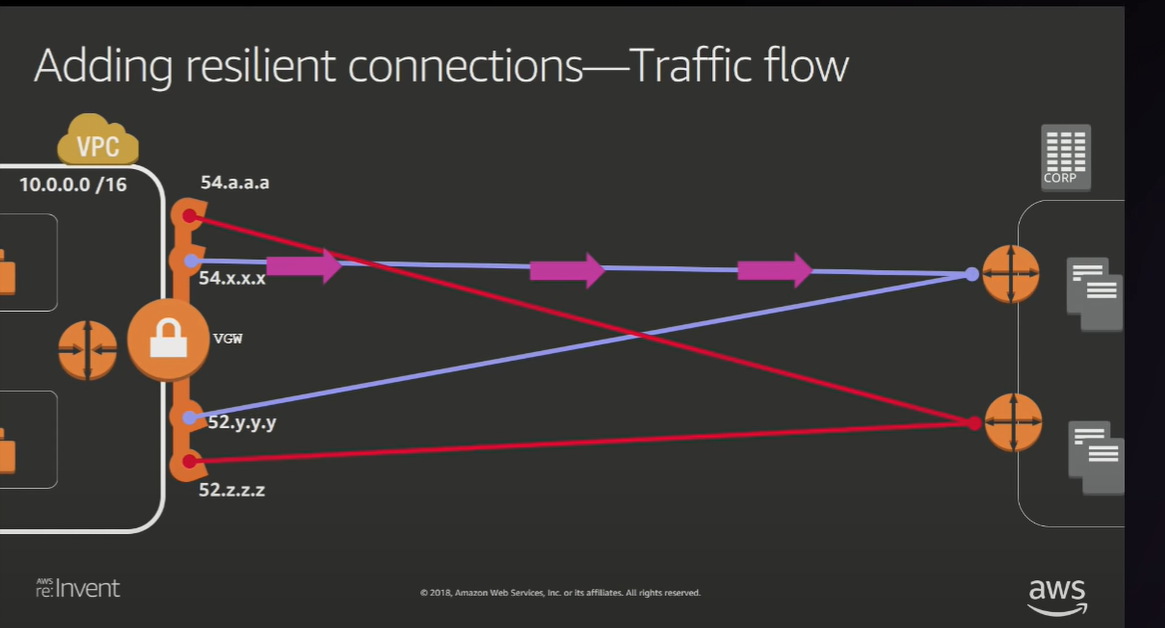 Adding resilient connections—Traffic flow
VPC
10.0.0.0 /16
54.a.a.a
54.x.x.x
VGW
52.y.y.y
52.z.z.z
CORP
AWS
re:Invent
© 2018, Amazon Web Services, Inc. or its affiliates. All rights reserved.
aws